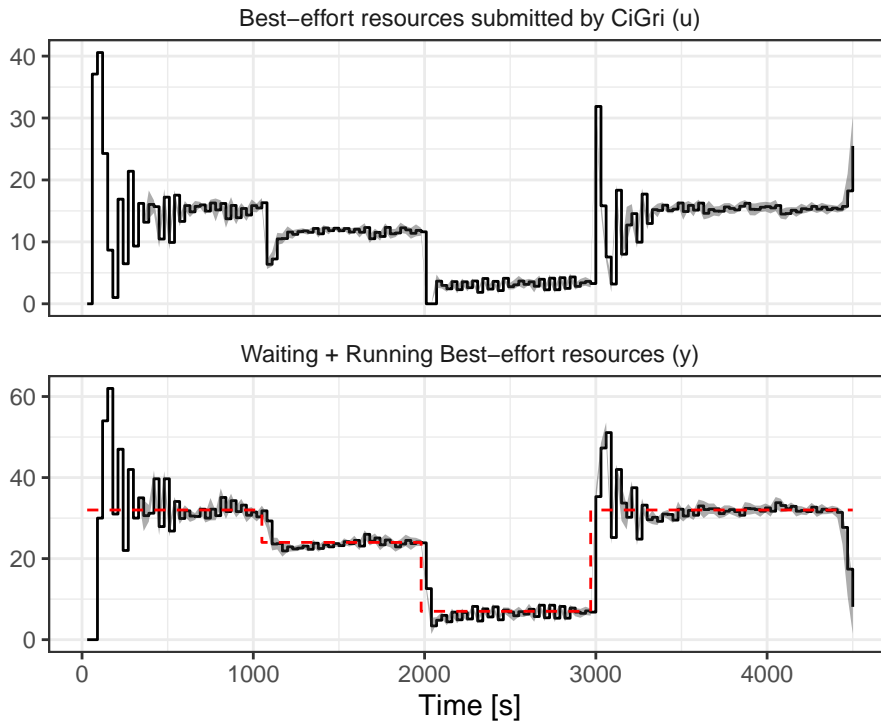 Best−effort resources submitted by CiGri (u)
40
30
20
10
0
Waiting + Running Best−effort resources (y)
60
40
20
0
0 1000 2000 3000 4000
Time [s]